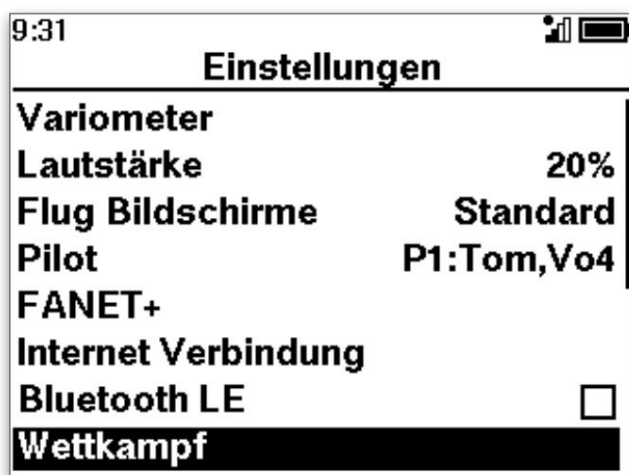 9:31
Einstellungen
Variometer
Lautstärke 20%
Flug Bildschirme Standard
Pilot P1:Tom,Vo4
FANET+
Internet Verbindung
Bluetooth LE
Wettkampf